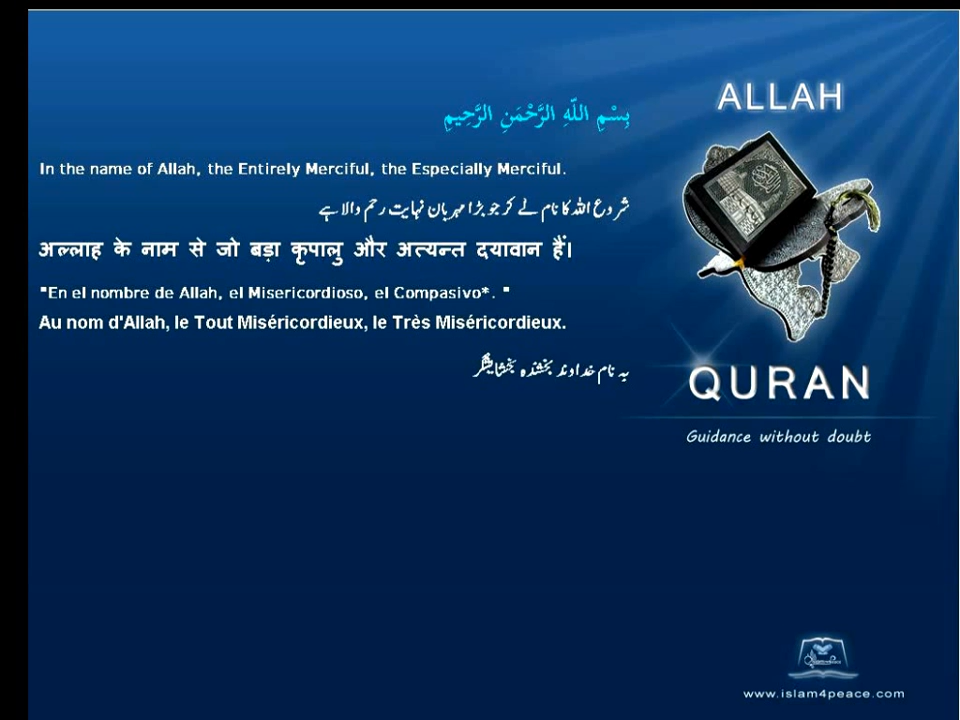 بِسْمِ اللّهِ الرَّحْمَنِ الرَّحِيمِ
In the name of Allah, the Entirely Merciful, the Especially Merciful.
شروع الله کا نام لے کر جو بڑا مہربان نہایت رحم والا ہے
अल्लाह के नाम से जो बड़ा कृपालु और अत्यन्त दयावान हैं।
"En el nombre de Allah, el Misericordioso, el Compasivo*. "
Au nom d'Allah, le Tout Miséricordieux, le Très Miséricordieux.
به نام خداوند بخشنده بخشایشگر
ALLAH
QURAN
Guidance without doubt
www.islam4peace.com